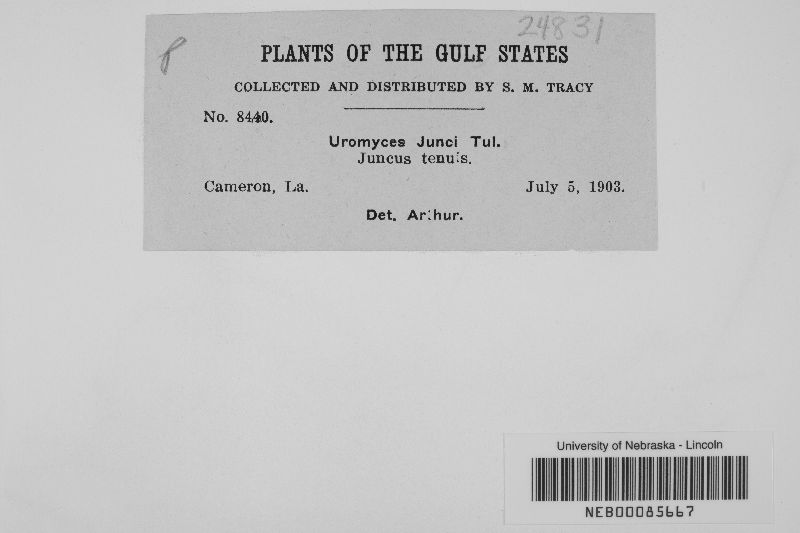 24831
P
PLANTS OF THE GULF STATES
COLLECTED AND DISTRIBUTED BY S. M. TRACY
No. 8440.
Uromyces Junci Tul.
Juncus tenuis.
Cameron, La. July 5, 1903.
Det. Arthur.
University of Nebraska - Lincoln
NEB00085667